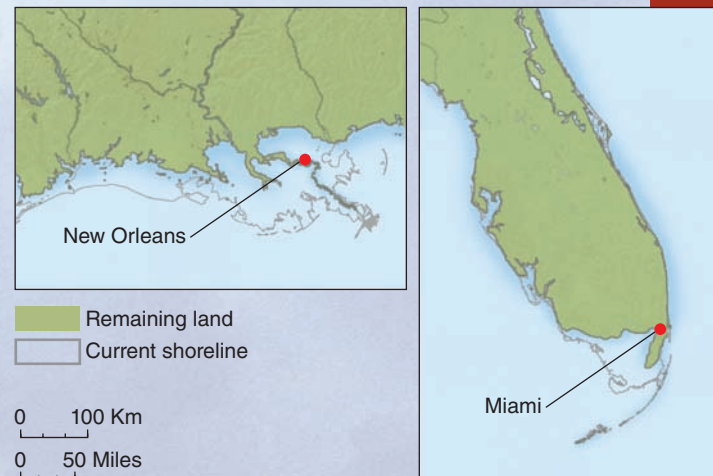 New Orleans
Remaining land
Current shoreline
0 100 Km
0 50 Miles
Miami